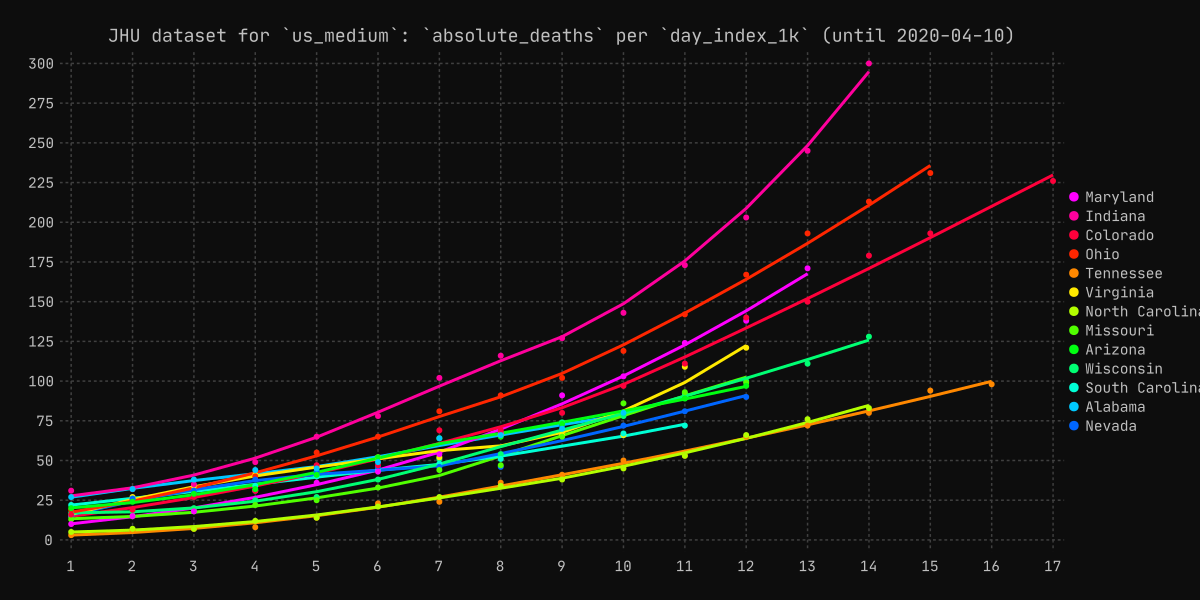 JHU dataset for `us_medium`: `absolute_deaths` per `day_index_1k` (until 2020-04-10)
300
275
250
225
200
175
150
125
100
75
50
25
0
1 2 3 4 5 6 7 8 9 10 11 12 13 14 15 16 17
Maryland
Indiana
Colorado
Ohio
Tennessee
Virginia
North Carolina
Missouri
Arizona
Wisconsin
South Carolina
Alabama
Nevada